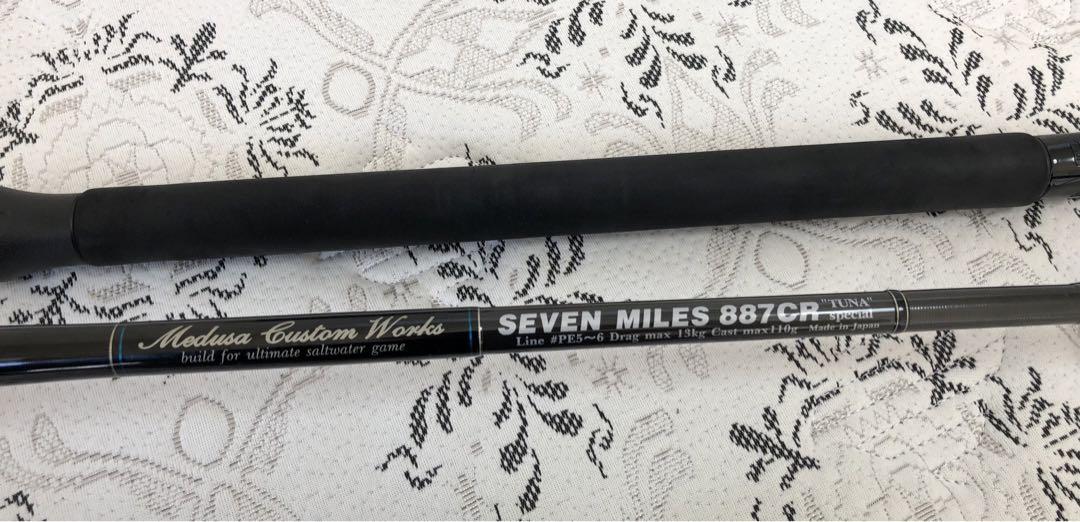 Medusa Custom Works
build for ultimate saltwater game
SEVEN MILES 887CR "TUNA" special
Line #PE5~6 Drag max 13kg Cast max110g Made in Japan